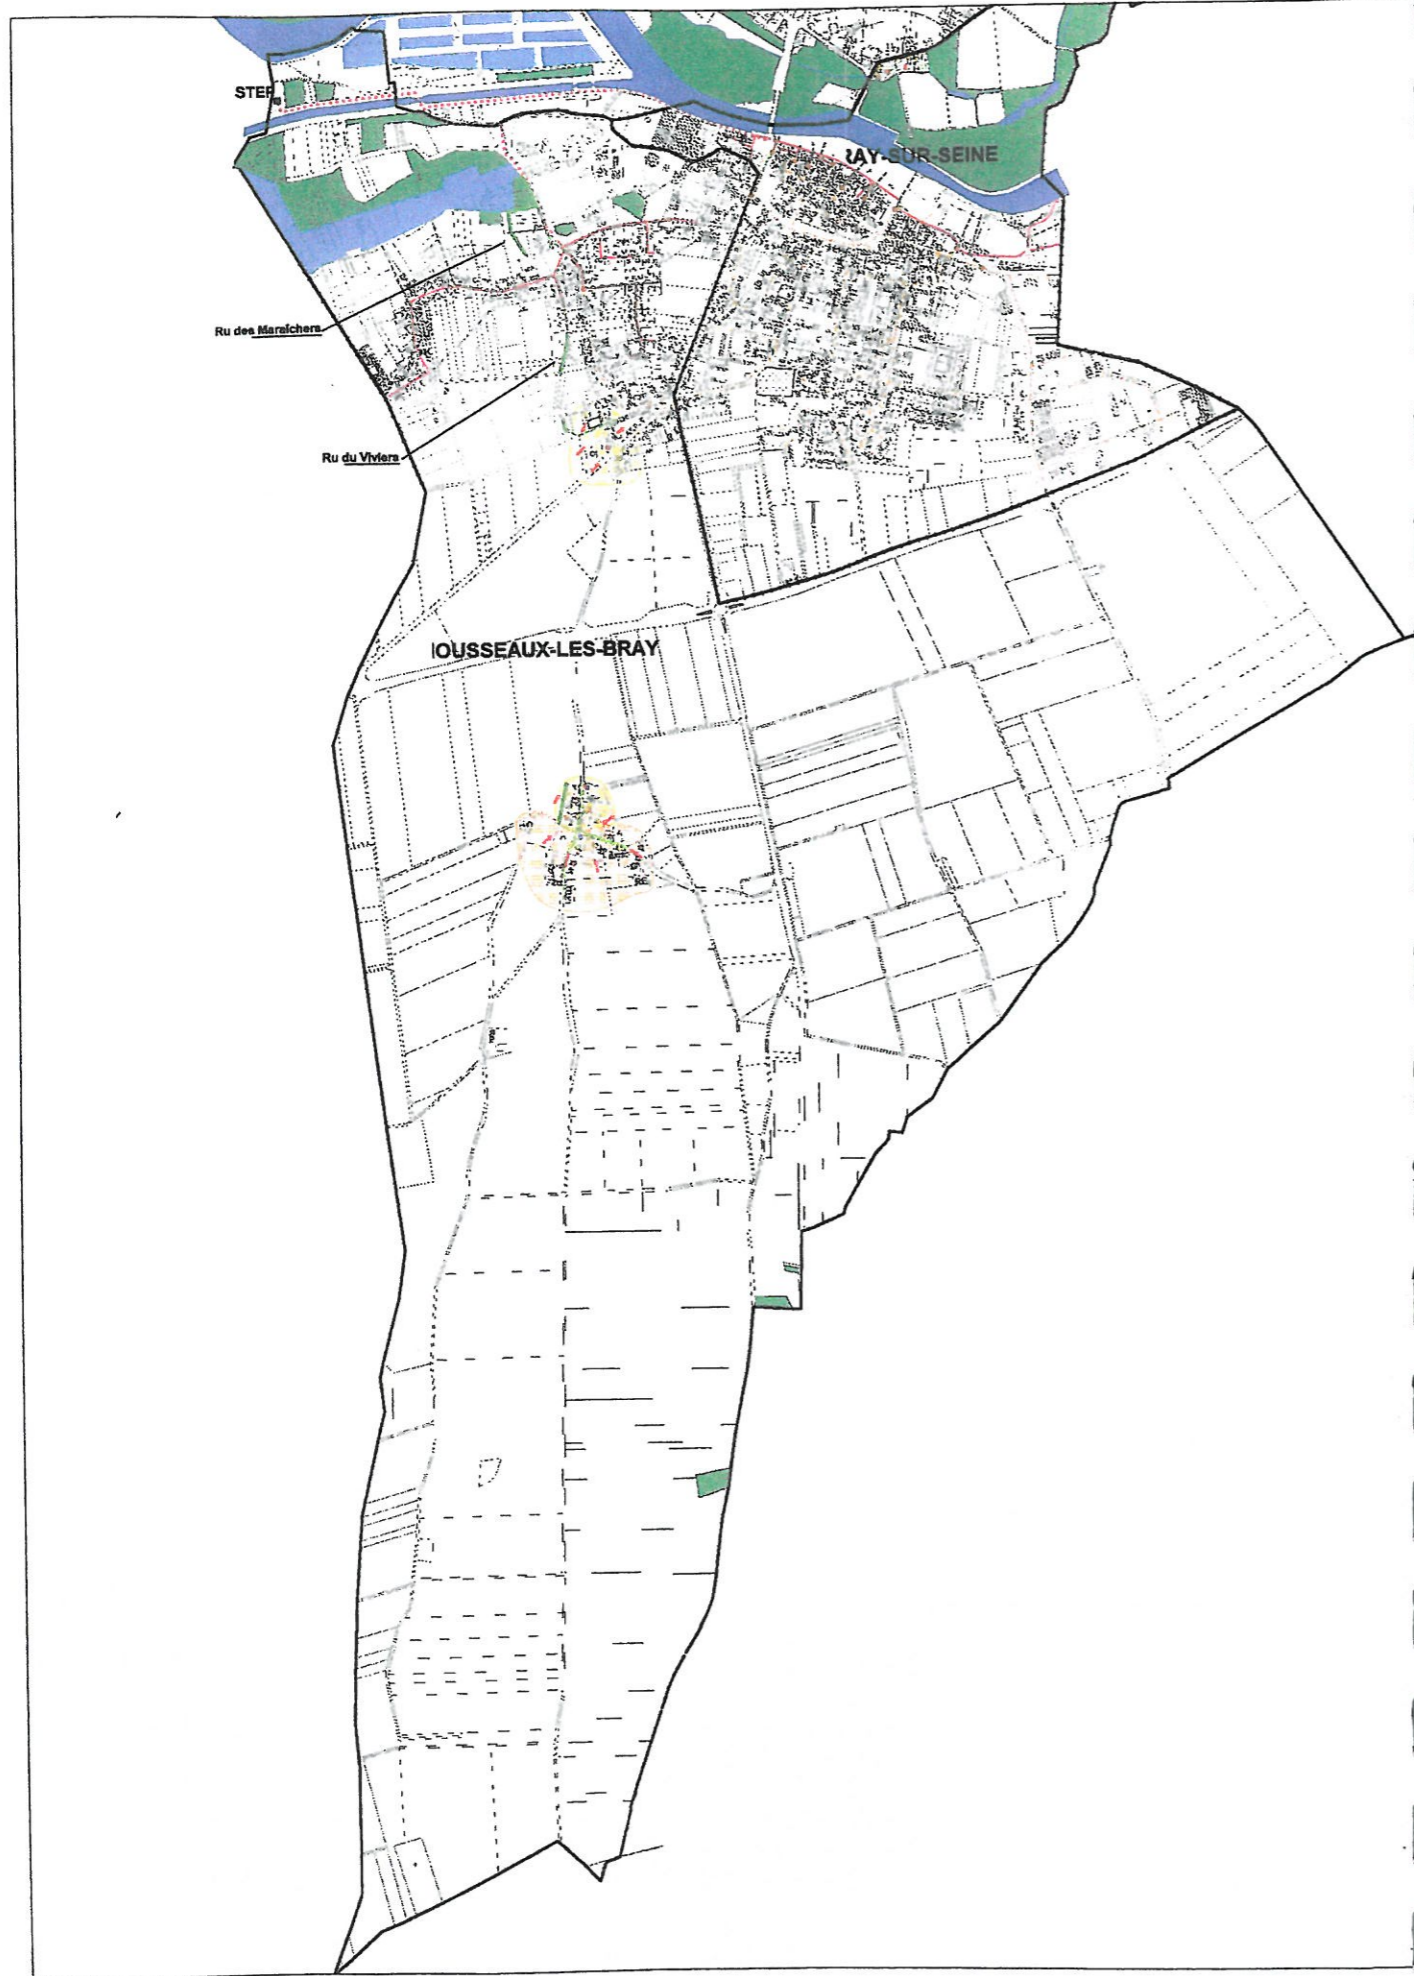 STEP
RAY-SUR-SEINE
Ru des Maraichers
Ru du Viviers
IOUSSEAUX-LES-BRAY